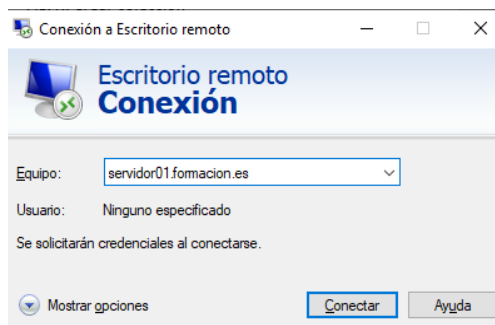 Conexión a Escritorio remoto
Escritorio remoto
Conexión
Equipo: servidor01.formacion.es
Usuario: Ninguno especificado
Se solicitarán credenciales al conectarse.
Mostrar opciones Conectar Ayuda